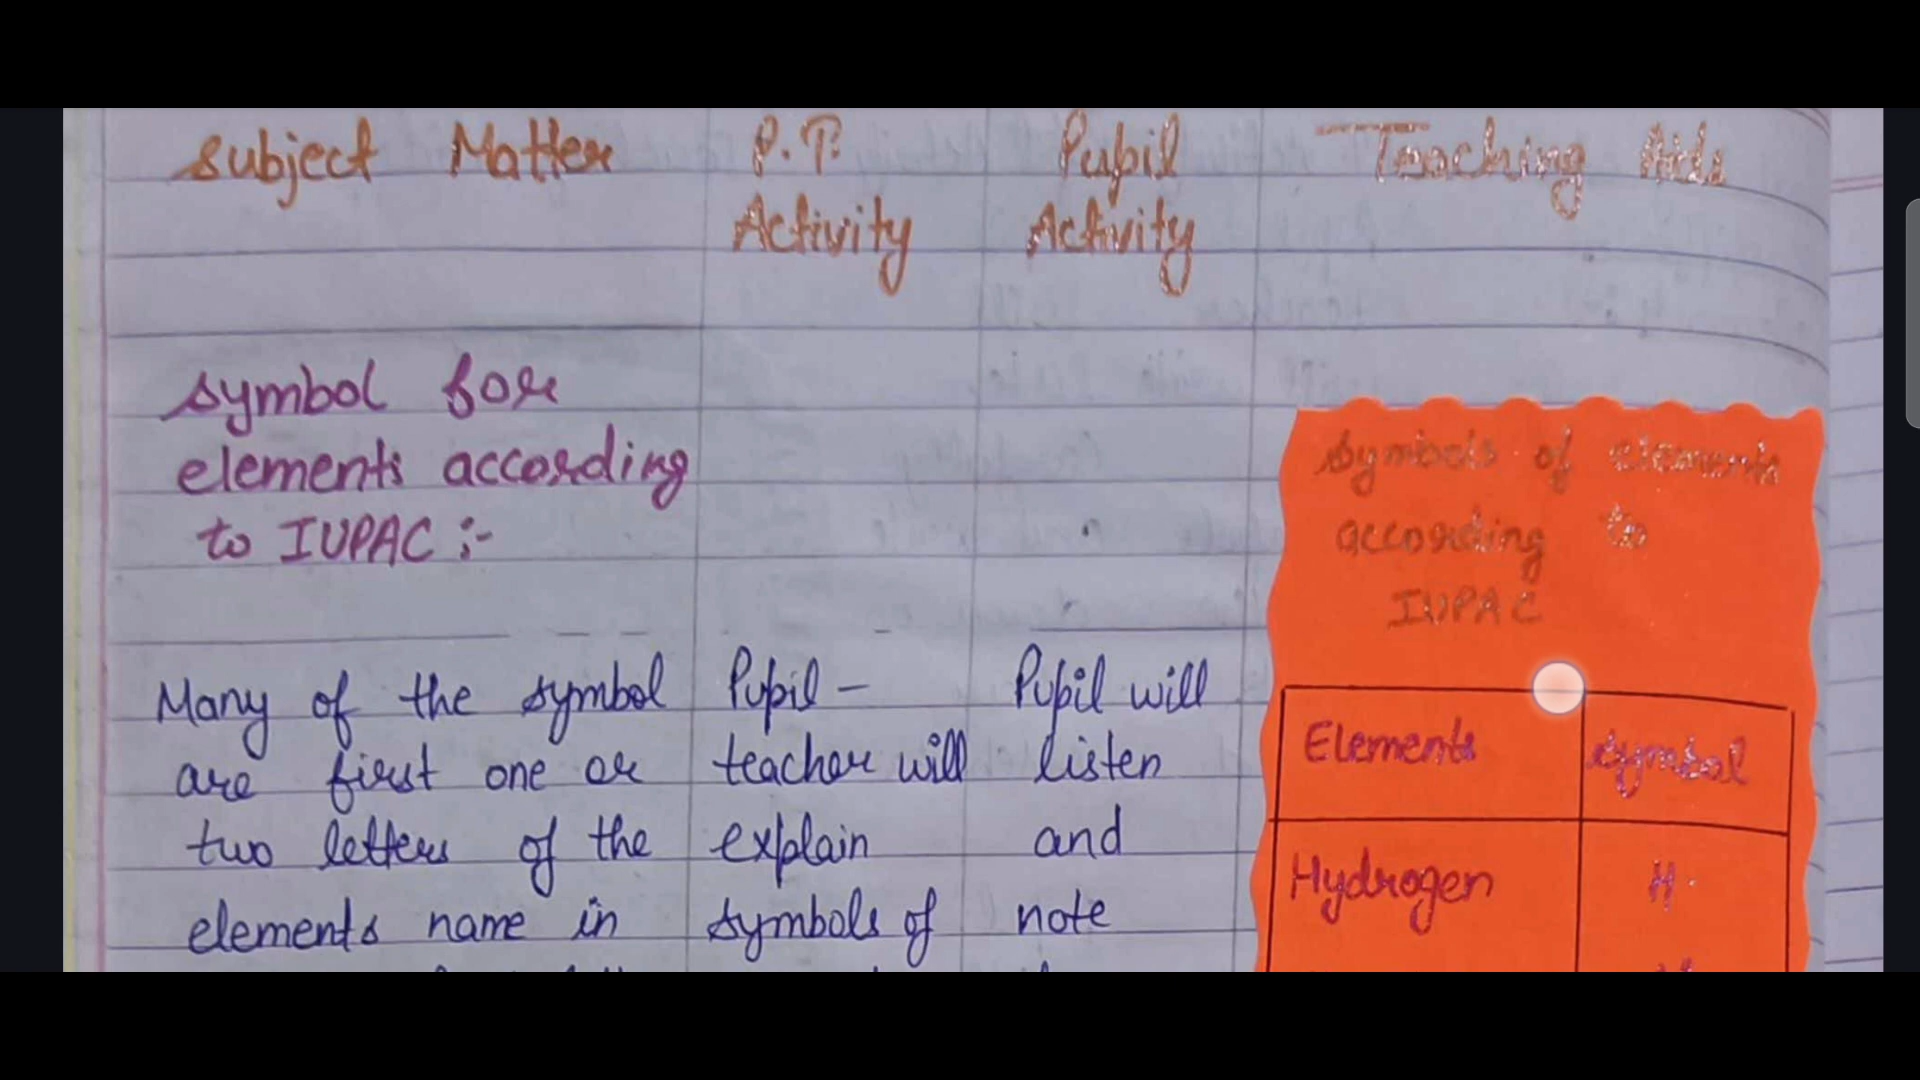 Subject Matter
P.T. Activity
Pupil Activity
Teaching Aids
symbol for
elements according
to IUPAC :-
Many of the symbol
are first one or
two letters of the
elements name in
Pupil -
teacher will
explain
symbols of
Pupil will
listen
and
note
Symbols of elements
according to
IUPAC
Elements symbol
Hydrogen H